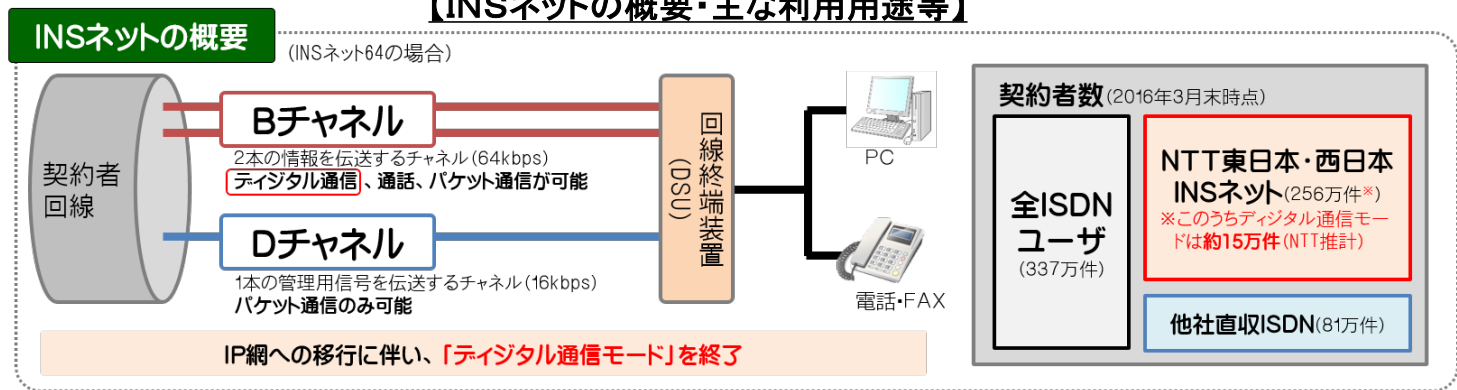 【INSネットの概要・主な利用用途等】
INSネットの概要
(INSネット64の場合)
契約者
回線
Bチャネル
2本の情報を伝送するチャネル(64kbps)
ディジタル通信、通話、パケット通信が可能
Dチャネル
1本の管理用信号を伝送するチャネル(16kbps)
パケット通信のみ可能
回線終端装置
(DSU)
PC
電話・FAX
IP網への移行に伴い、「ディジタル通信モード」を終了
契約者数(2016年3月末時点)
全ISDN
ユーザ
(337万件)
NTT東日本・西日本
INSネット(256万件※)
※このうちディジタル通信モー
ドは約15万件(NTT推計)
他社直収ISDN(81万件)